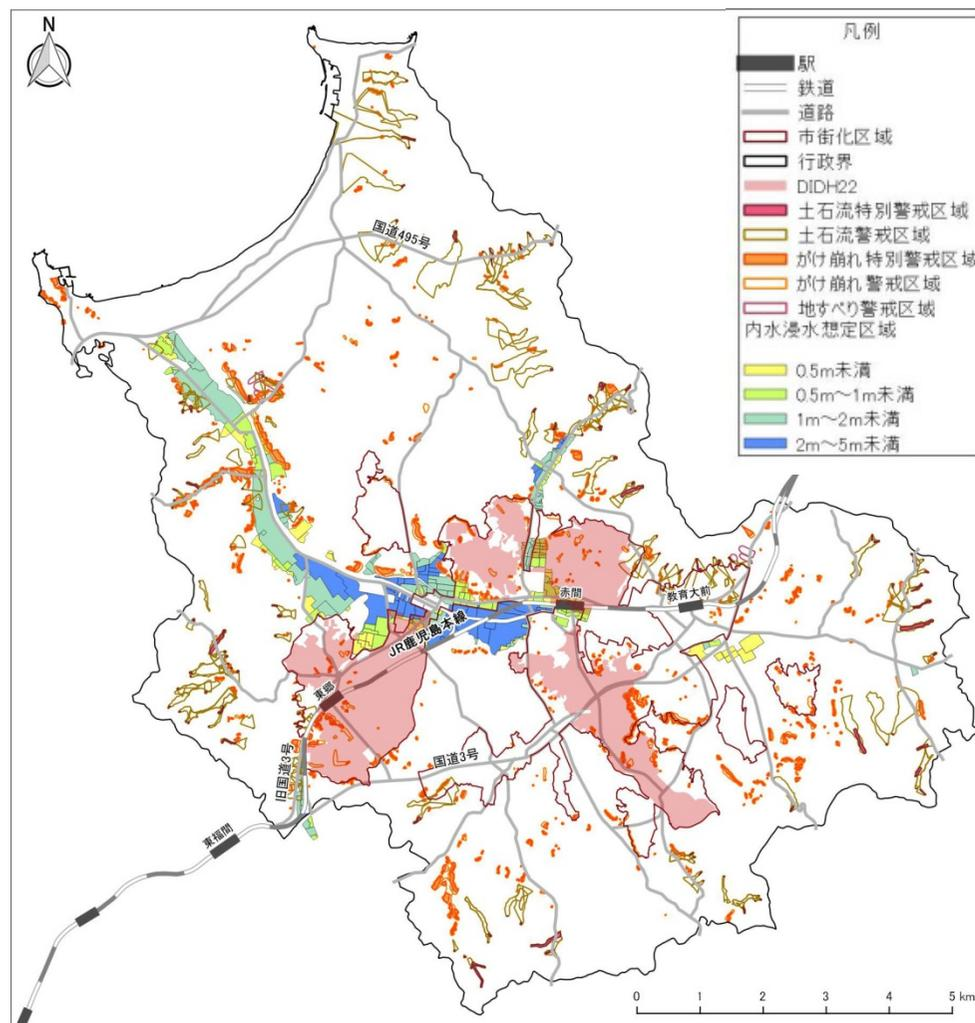 N
凡例
駅
鉄道
道路
市街化区域
行政界
DIDH22
土石流特別警戒区域
土石流警戒区域
がけ崩れ特別警戒区域
がけ崩れ警戒区域
地すべり警戒区域
内水浸水想定区域
0.5m未満
0.5m～1m未満
1m～2m未満
2m～5m未満
国道495号
赤間
教育大前
JR鹿児島本線
東郷
国道3号
旧国道3号
東福間
0 1 2 3 4 5 km